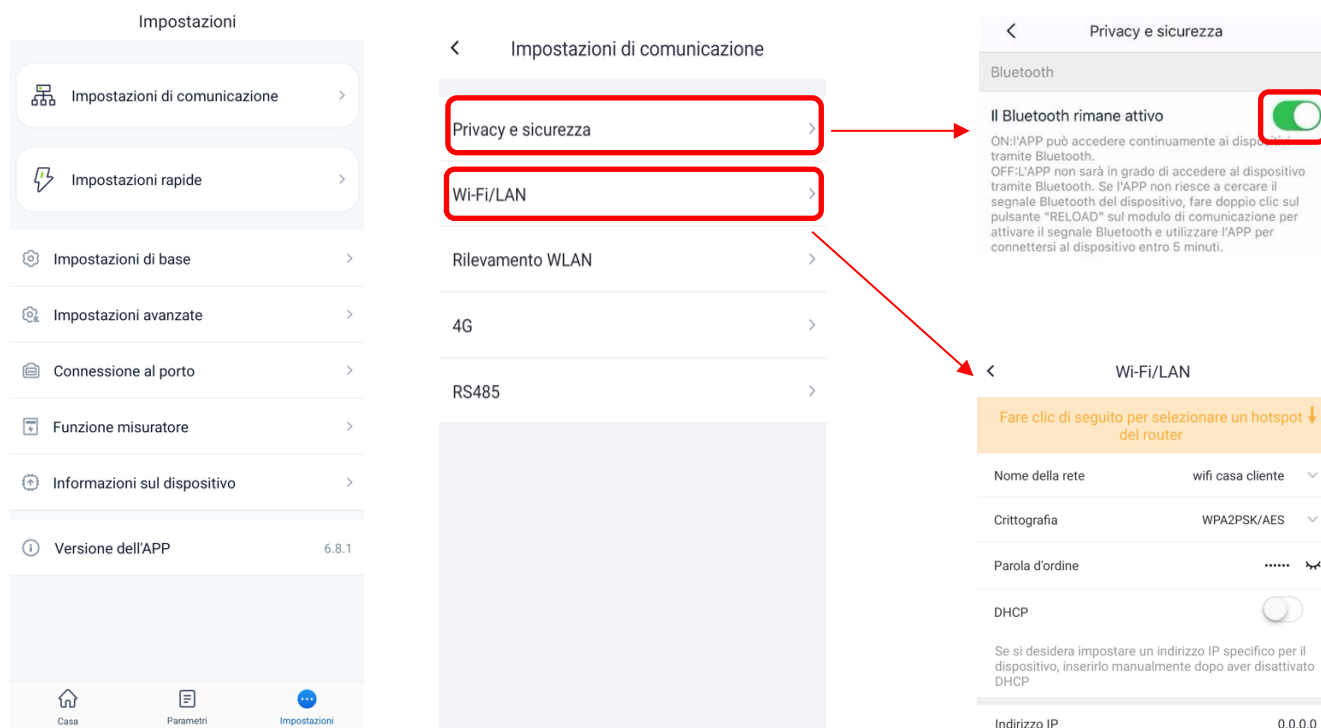 Impostazioni
Impostazioni di comunicazione
Impostazioni rapide
Impostazioni di base
Impostazioni avanzate
Connessione al porto
Funzione misuratore
Informazioni sul dispositivo
Versione dell'APP 6.8.1
Casa Parametri Impostazioni
Impostazioni di comunicazione
Privacy e sicurezza
Wi-Fi/LAN
Rilevamento WLAN
4G
RS485
Privacy e sicurezza
Bluetooth
Il Bluetooth rimane attivo
ON:l'APP può accedere continuamente ai dispositivi
tramite Bluetooth.
OFF:L'APP non sarà in grado di accedere al dispositivo
tramite Bluetooth. Se l'APP non riesce a cercare il
segnale Bluetooth del dispositivo, fare doppio clic sul
pulsante "RELOAD" sul modulo di comunicazione per
attivare il segnale Bluetooth e utilizzare l'APP per
connettersi al dispositivo entro 5 minuti.
Wi-Fi/LAN
Fare clic di seguito per selezionare un hotspot
del router
Nome della rete wifi casa cliente
Crittografia WPA2PSK/AES
Parola d'ordine ······
DHCP
Se si desidera impostare un indirizzo IP specifico per il
dispositivo, inserirlo manualmente dopo aver disattivato
DHCP
Indirizzo IP 0.0.0.0